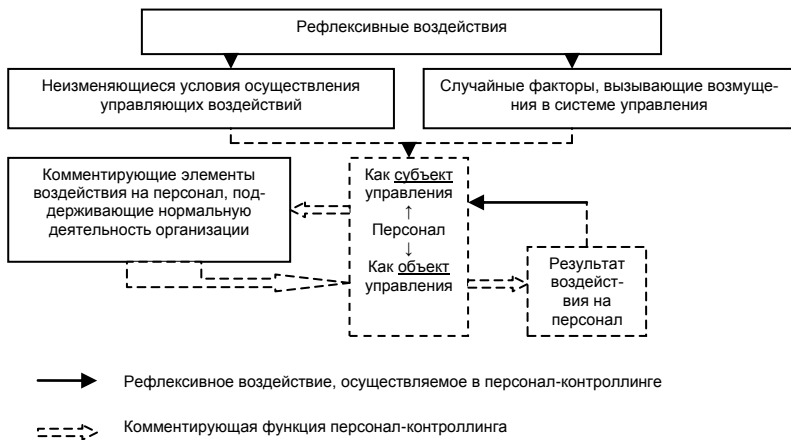 Рефлексивные воздействия
Неизменяющиеся условия осуществления
управляющих воздействий
Случайные факторы, вызывающие возмуще-
ния в системе управления
Комментирующие элементы
воздействия на персонал, под-
держивающие нормальную
деятельность организации
Как субъект
управления
↑
Персонал
↓
Как объект
управления
Результат
воздейст-
вия на
персонал
Рефлексивное воздействие, осуществляемое в персонал-контроллинге
Комментирующая функция персонал-контроллинга